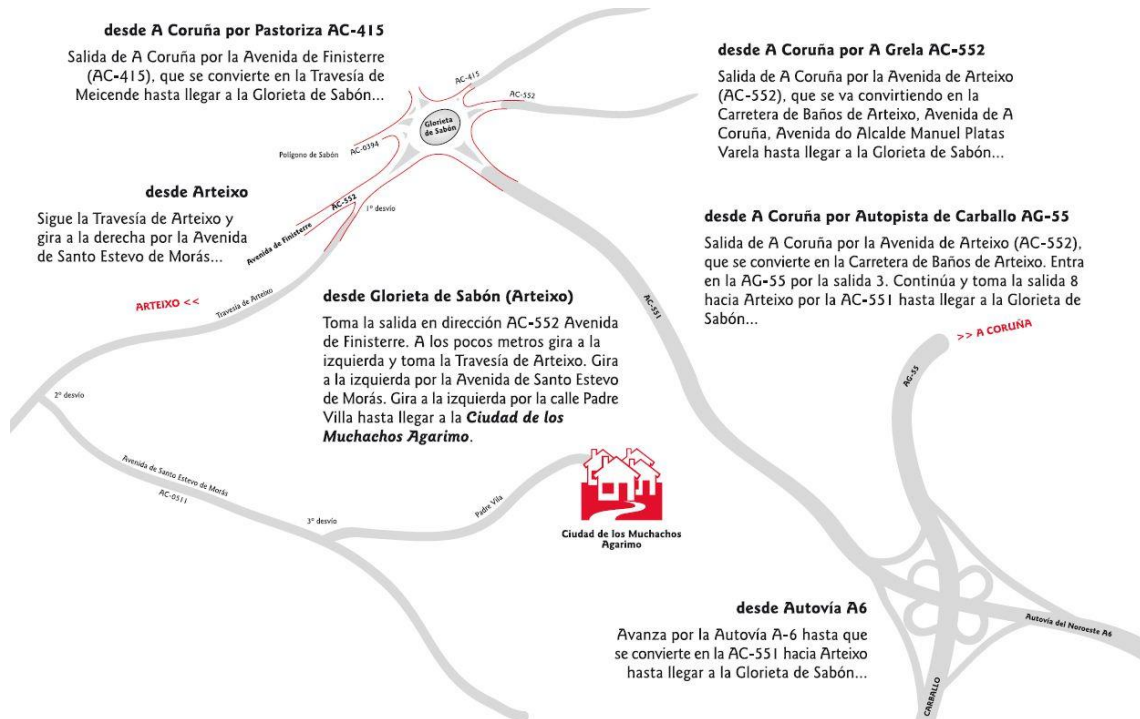 desde A Coruña por Pastoriza AC-415
Salida de A Coruña por la Avenida de Finisterre
(AC-415), que se convierte en la Travesía de
Meicende hasta llegar a la Glorieta de Sabón...
desde A Coruña por A Grela AC-552
Salida de A Coruña por la Avenida de Arteixo
(AC-552), que se va convirtiendo en la
Carretera de Baños de Arteixo, Avenida de A
Coruña, Avenida do Alcalde Manuel Platas
Varela hasta llegar a la Glorieta de Sabón...
AC-415
AC-552
Glorieta
de Sabón
Polígono de Sabón
AC-0394
desde Arteixo
Sigue la Travesía de Arteixo y
gira a la derecha por la Avenida
de Santo Estevo de Morás...
AC-552
1º desvío
Avenida de Finisterre
desde A Coruña por Autopista de Carballo AG-55
Salida de A Coruña por la Avenida de Arteixo (AC-552),
que se convierte en la Carretera de Baños de Arteixo. Entra
en la AG-55 por la salida 3. Continúa y toma la salida 8
hacia Arteixo por la AC-551 hasta llegar a la Glorieta de
Sabón...
ARTEIXO <<
Travesía de Arteixo
desde Glorieta de Sabón (Arteixo)
Toma la salida en dirección AC-552 Avenida
de Finisterre. A los pocos metros gira a la
izquierda y toma la Travesía de Arteixo. Gira
a la izquierda por la Avenida de Santo Estevo
de Morás. Gira a la izquierda por la calle Padre
Villa hasta llegar a la Ciudad de los
Muchachos Agarimo.
AC-551
>> A CORUÑA
AG-55
2º desvío
Avenida de Santo Estevo de Morás
AC-0511
3º desvío
Padre Vila
Ciudad de los Muchachos
Agarimo
desde Autovía A6
Avanza por la Autovía A-6 hasta que
se convierte en la AC-551 hacia Arteixo
hasta llegar a la Glorieta de Sabón...
Autovía del Noroeste A6
CARBALLO